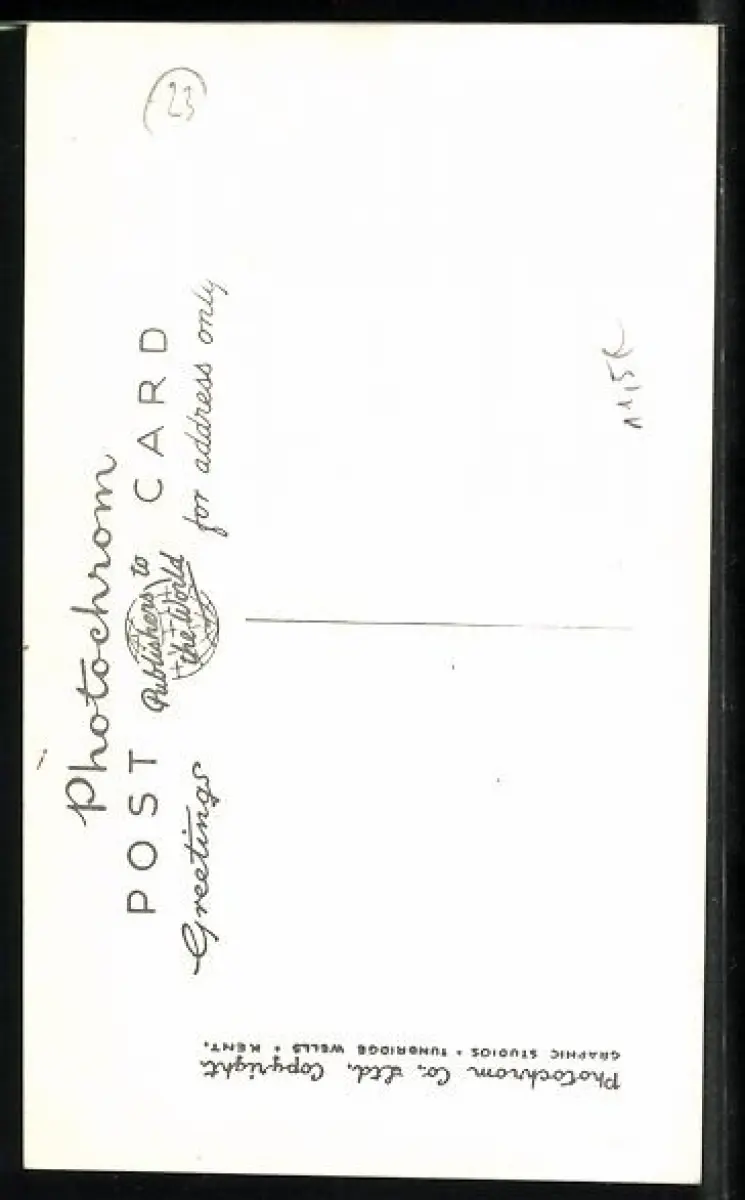 23
Photochrom
POST CARD
Publishers to
the World
Greetings
for address only
Photochrom Co. Ltd. Copyright.
GRAPHIC STUDIOS • TUNBRIDGE WELLS • KENT.